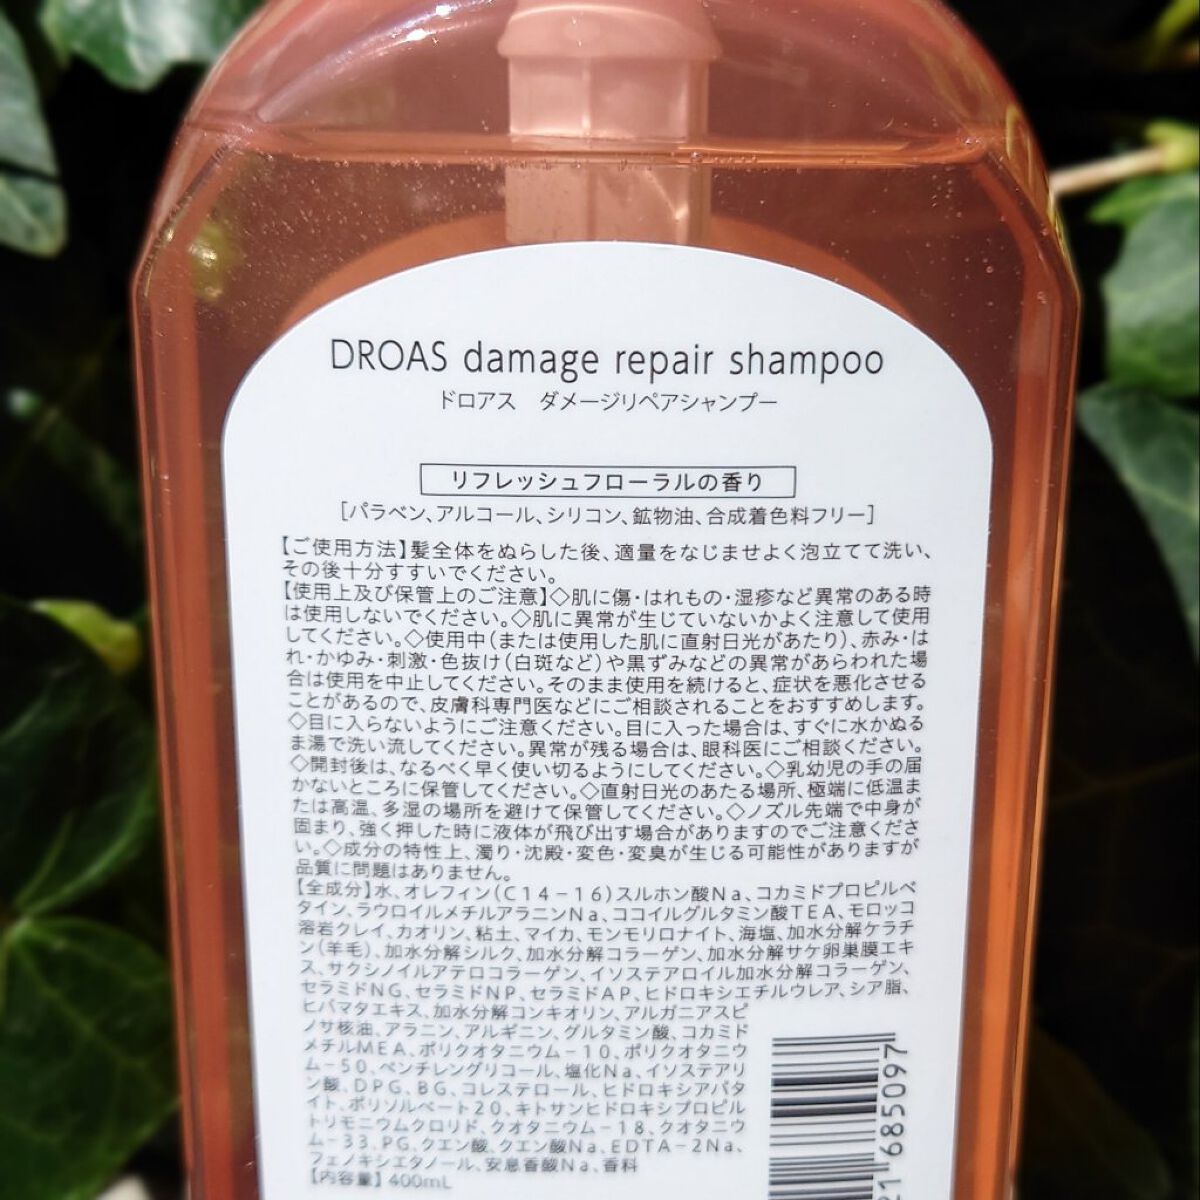 DROAS damage repair shampoo
ドロアス ダメージリペアシャンプー
リフレッシュフローラルの香り
[パラベン、アルコール、シリコン、鉱物油、合成着色料フリー]
【ご使用方法】髪全体をぬらした後、適量をなじませよく泡立てて洗い、
その後十分すすいでください。
【使用上及び保管上のご注意】◇肌に傷・はれもの・湿疹など異常のある時
は使用しないでください。◇肌に異常が生じていないかよく注意して使用
してください。◇使用中(または使用した肌に直射日光があたり)、赤み・は
れ・かゆみ・刺激・色抜け(白斑など)や黒ずみなどの異常があらわれた場
合は使用を中止してください。そのまま使用を続けると、症状を悪化させる
ことがあるので、皮膚科専門医などにご相談されることをおすすめします。
◇目に入らないようにご注意ください。目に入った場合は、すぐに水かぬる
ま湯で洗い流してください。異常が残る場合は、眼科医にご相談ください。
◇開封後は、なるべく早く使い切るようにしてください。◇乳幼児の手の届
かないところに保管してください。◇直射日光のあたる場所、極端に低温ま
たは高温、多湿の場所を避けて保管してください。◇ノズル先端で中身が
固まり、強く押した時に液体が飛び出す場合がありますのでご注意くださ
い。◇成分の特性上、濁り・沈殿・変色・変臭が生じる可能性がありますが
品質に問題はありません。
【全成分】水、オレフィン(C14-16)スルホン酸Na、コカミドプロピルベ
タイン、ラウロイルメチルアラニンNa、ココイルグルタミン酸TEA、モロッコ
溶岩クレイ、カオリン、粘土、マイカ、モンモリロナイト、海塩、加水分解ケラチ
ン(羊毛)、加水分解シルク、加水分解コラーゲン、加水分解サケ卵巣膜エキ
ス、サクシノイルアテロコラーゲン、イソステアロイル加水分解コラーゲン、
セラミドNG、セラミドNP、セラミドAP、ヒドロキシエチルウレア、シア脂、
ヒバマタエキス、加水分解コンキオリン、アルガニアスピ
ノサ核油、アラニン、アルギニン、グルタミン酸、コカミド
メチルMEA、ポリクオタニウム-10、ポリクオタニウ
ム-50、ペンチレングリコール、塩化Na、イソステアリ
ン酸、DPG、BG、コレステロール、ヒドロキシアパタ
イト、ポリソルベート20、キトサンヒドロキシプロピル
トリモニウムクロリド、クオタニウム-18、クオタニウ
ム-33、PG、クエン酸、クエン酸Na、EDTA-2Na、
フェノキシエタノール、安息香酸Na、香料
【内容量】400mL
21 685097